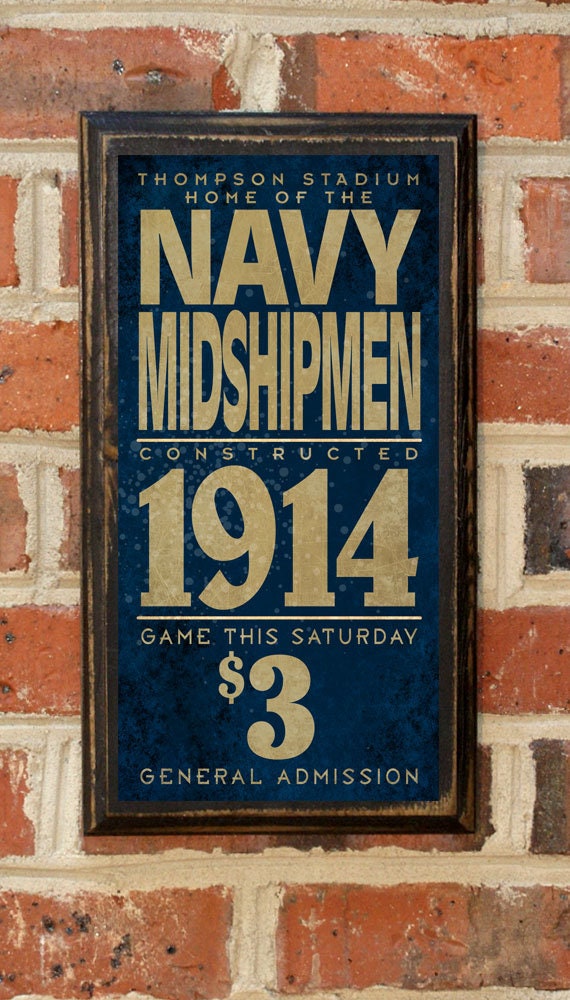 THOMPSON STADIUM
HOME OF THE
NAVY
MIDSHIPMEN
CONSTRUCTED
1914
GAME THIS SATURDAY
$3
GENERAL ADMISSION